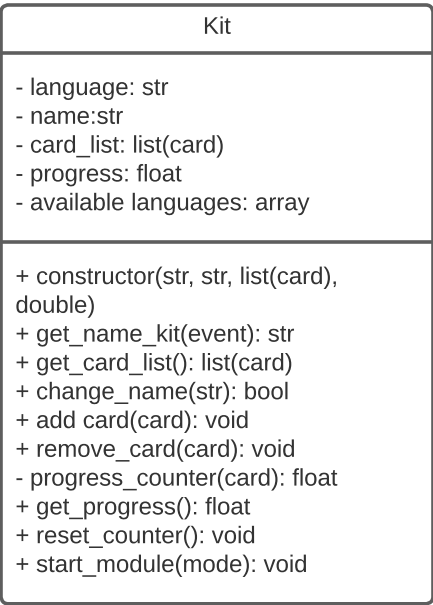 Kit
- language: str
- name:str
- card_list: list(card)
- progress: float
- available languages: array
+ constructor(str, str, list(card),
double)
+ get_name_kit(event): str
+ get_card_list(): list(card)
+ change_name(str): bool
+ add card(card): void
+ remove_card(card): void
- progress_counter(card): float
+ get_progress(): float
+ reset_counter(): void
+ start_module(mode): void